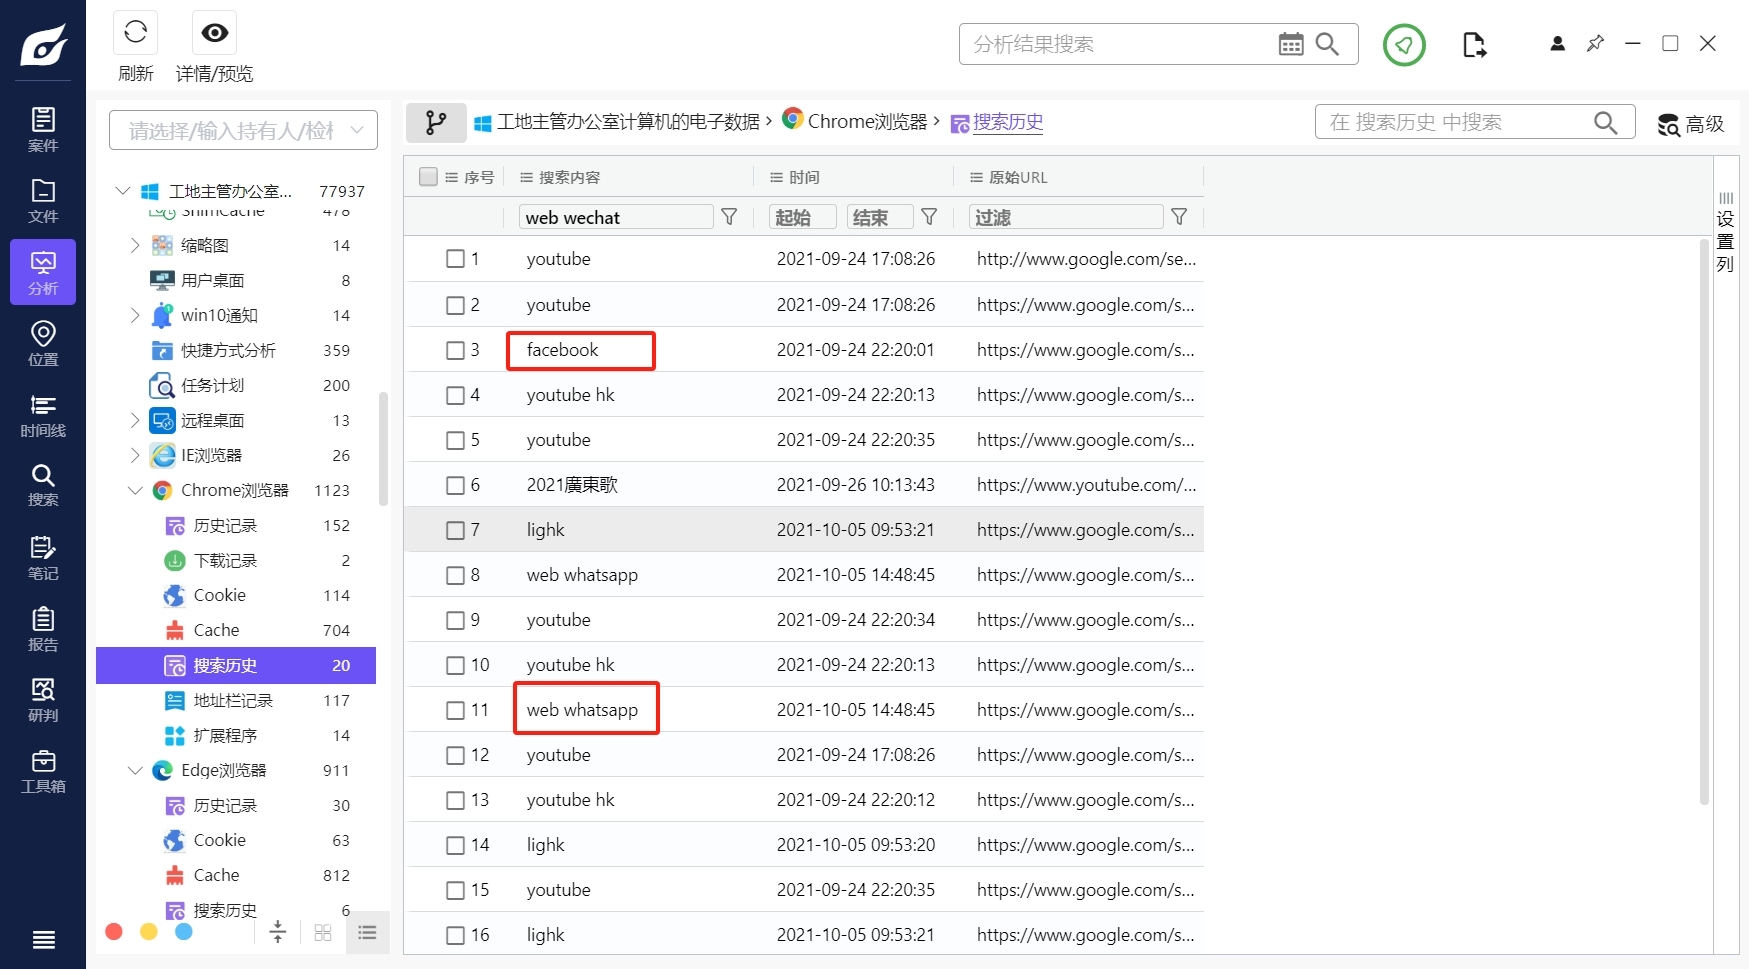 刷新
详情/预览
分析结果搜索
案件
文件
分析
位置
时间线
搜索
笔记
报告
研判
工具箱
请选择/输入持有人/检材
工地主管办公室... 77937
ShimCache 478
缩略图 14
用户桌面 8
win10通知 14
快捷方式分析 359
任务计划 200
远程桌面 13
IE浏览器 26
Chrome浏览器 1123
历史记录 152
下载记录 2
Cookie 114
Cache 704
搜索历史 20
地址栏记录 117
扩展程序 14
Edge浏览器 911
历史记录 30
Cookie 63
Cache 812
搜索历史 6
工地主管办公室计算机的电子数据 › Chrome浏览器 › 搜索历史
在 搜索历史 中搜索
高级
序号 搜索内容 时间 原始URL
web wechat 起始 结束 过滤
1 youtube 2021-09-24 17:08:26 http://www.google.com/se...
2 youtube 2021-09-24 17:08:26 https://www.google.com/s...
3 facebook 2021-09-24 22:20:01 https://www.google.com/s...
4 youtube hk 2021-09-24 22:20:13 https://www.google.com/s...
5 youtube 2021-09-24 22:20:35 https://www.google.com/s...
6 2021廣東歌 2021-09-26 10:13:43 https://www.youtube.com/...
7 lighk 2021-10-05 09:53:21 https://www.google.com/s...
8 web whatsapp 2021-10-05 14:48:45 https://www.google.com/s...
9 youtube 2021-09-24 22:20:34 https://www.google.com/s...
10 youtube hk 2021-09-24 22:20:13 https://www.google.com/s...
11 web whatsapp 2021-10-05 14:48:45 https://www.google.com/s...
12 youtube 2021-09-24 17:08:26 https://www.google.com/s...
13 youtube hk 2021-09-24 22:20:12 https://www.google.com/s...
14 lighk 2021-10-05 09:53:20 https://www.google.com/s...
15 youtube 2021-09-24 22:20:35 https://www.google.com/s...
16 lighk 2021-10-05 09:53:21 https://www.google.com/s...
设置列